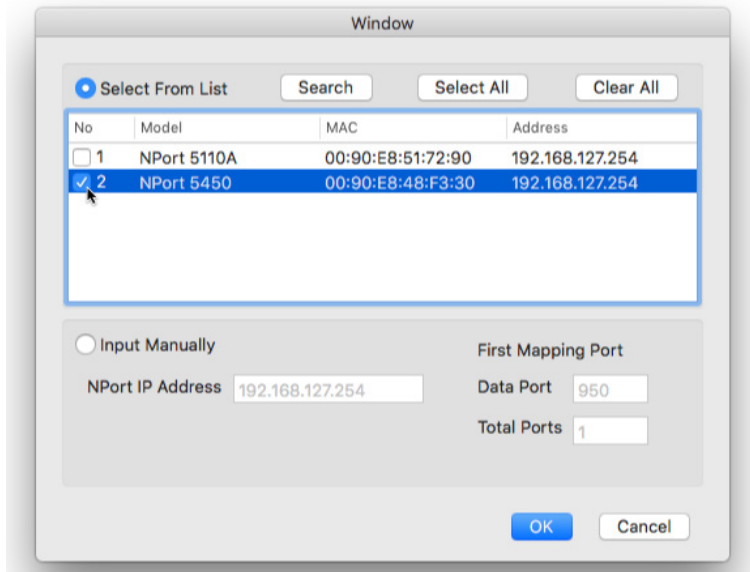 Window
Select From List Search Select All Clear All
No Model MAC Address
1 NPort 5110A 00:90:E8:51:72:90 192.168.127.254
2 NPort 5450 00:90:E8:48:F3:30 192.168.127.254
Input Manually
First Mapping Port
NPort IP Address 192.168.127.254 Data Port 950
Total Ports 1
OK Cancel